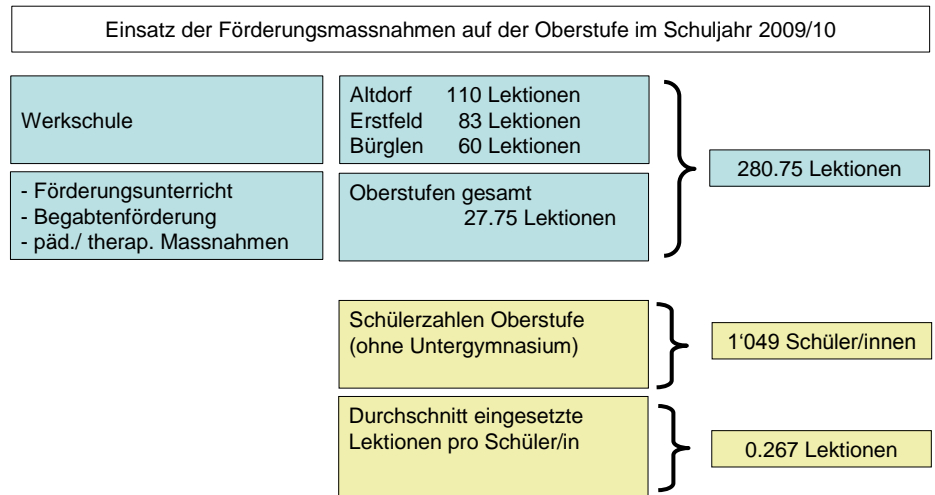 Einsatz der Förderungsmassnahmen auf der Oberstufe im Schuljahr 2009/10
Werkschule
Altdorf 110 Lektionen
Erstfeld 83 Lektionen
Bürglen 60 Lektionen
- Förderungsunterricht
- Begabtenförderung
- päd./ therap. Massnahmen
Oberstufen gesamt
27.75 Lektionen
280.75 Lektionen
Schülerzahlen Oberstufe
(ohne Untergymnasium)
1‘049 Schüler/innen
Durchschnitt eingesetzte
Lektionen pro Schüler/in
0.267 Lektionen